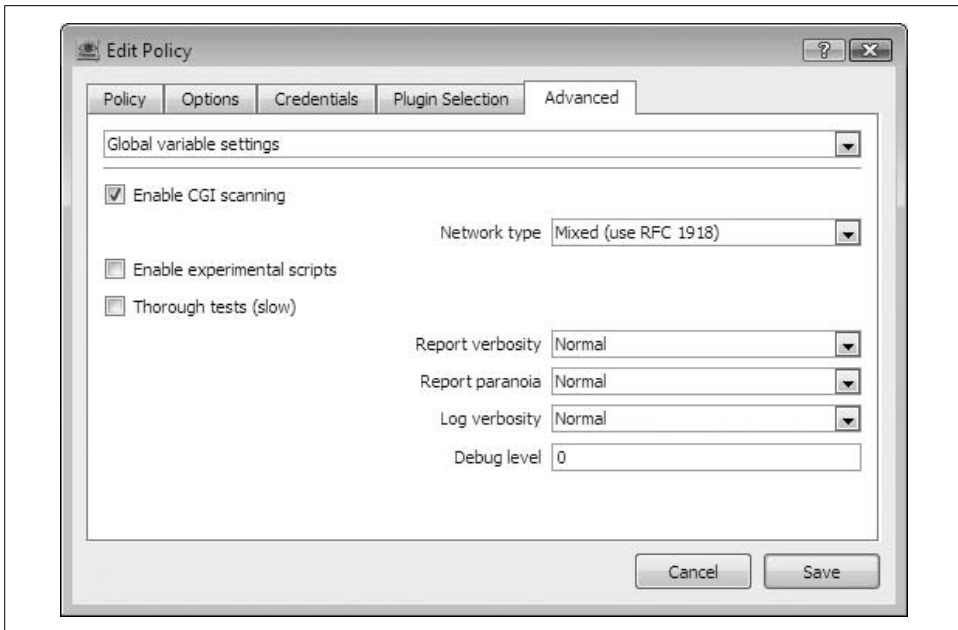 Edit Policy
Policy Options Credentials Plugin Selection Advanced
Global variable settings
Enable CGI scanning
Network type Mixed (use RFC 1918)
Enable experimental scripts
Thorough tests (slow)
Report verbosity Normal
Report paranoia Normal
Log verbosity Normal
Debug level 0
Cancel Save